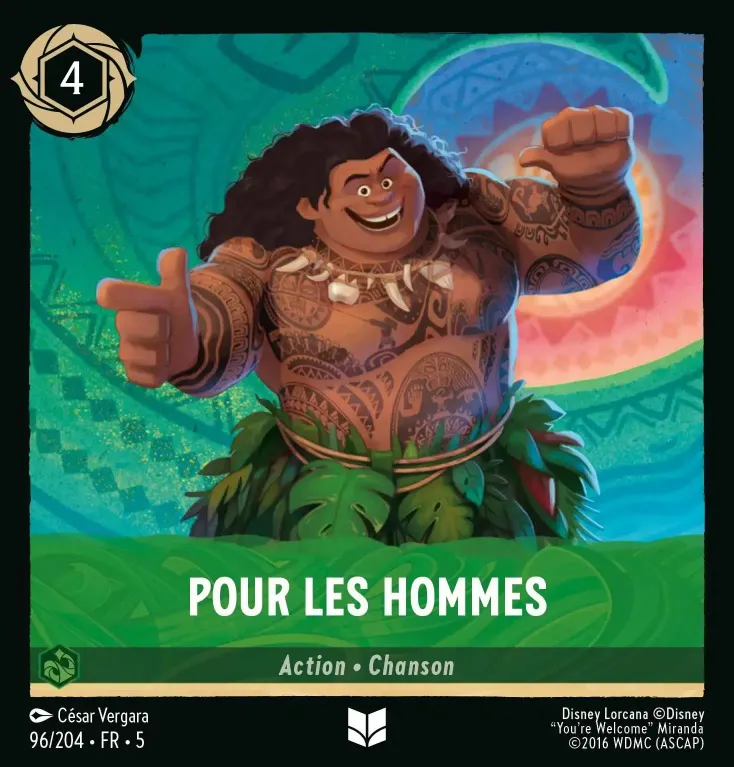 4
POUR LES HOMMES
Action • Chanson
César Vergara
96/204 • FR • 5
Disney Lorcana ©Disney
“You’re Welcome” Miranda
©2016 WDMC (ASCAP)